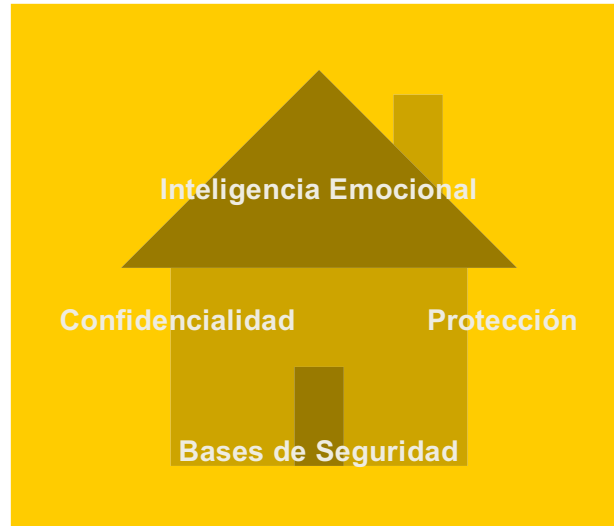 Inteligencia Emocional
Confidencialidad Protección
Bases de Seguridad